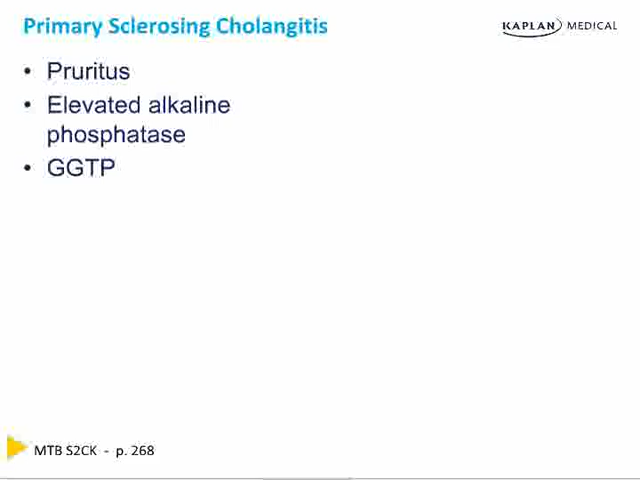 Primary Sclerosing Cholangitis
KAPLAN MEDICAL
• Pruritus
• Elevated alkaline
phosphatase
• GGTP
MTB S2CK - p. 268